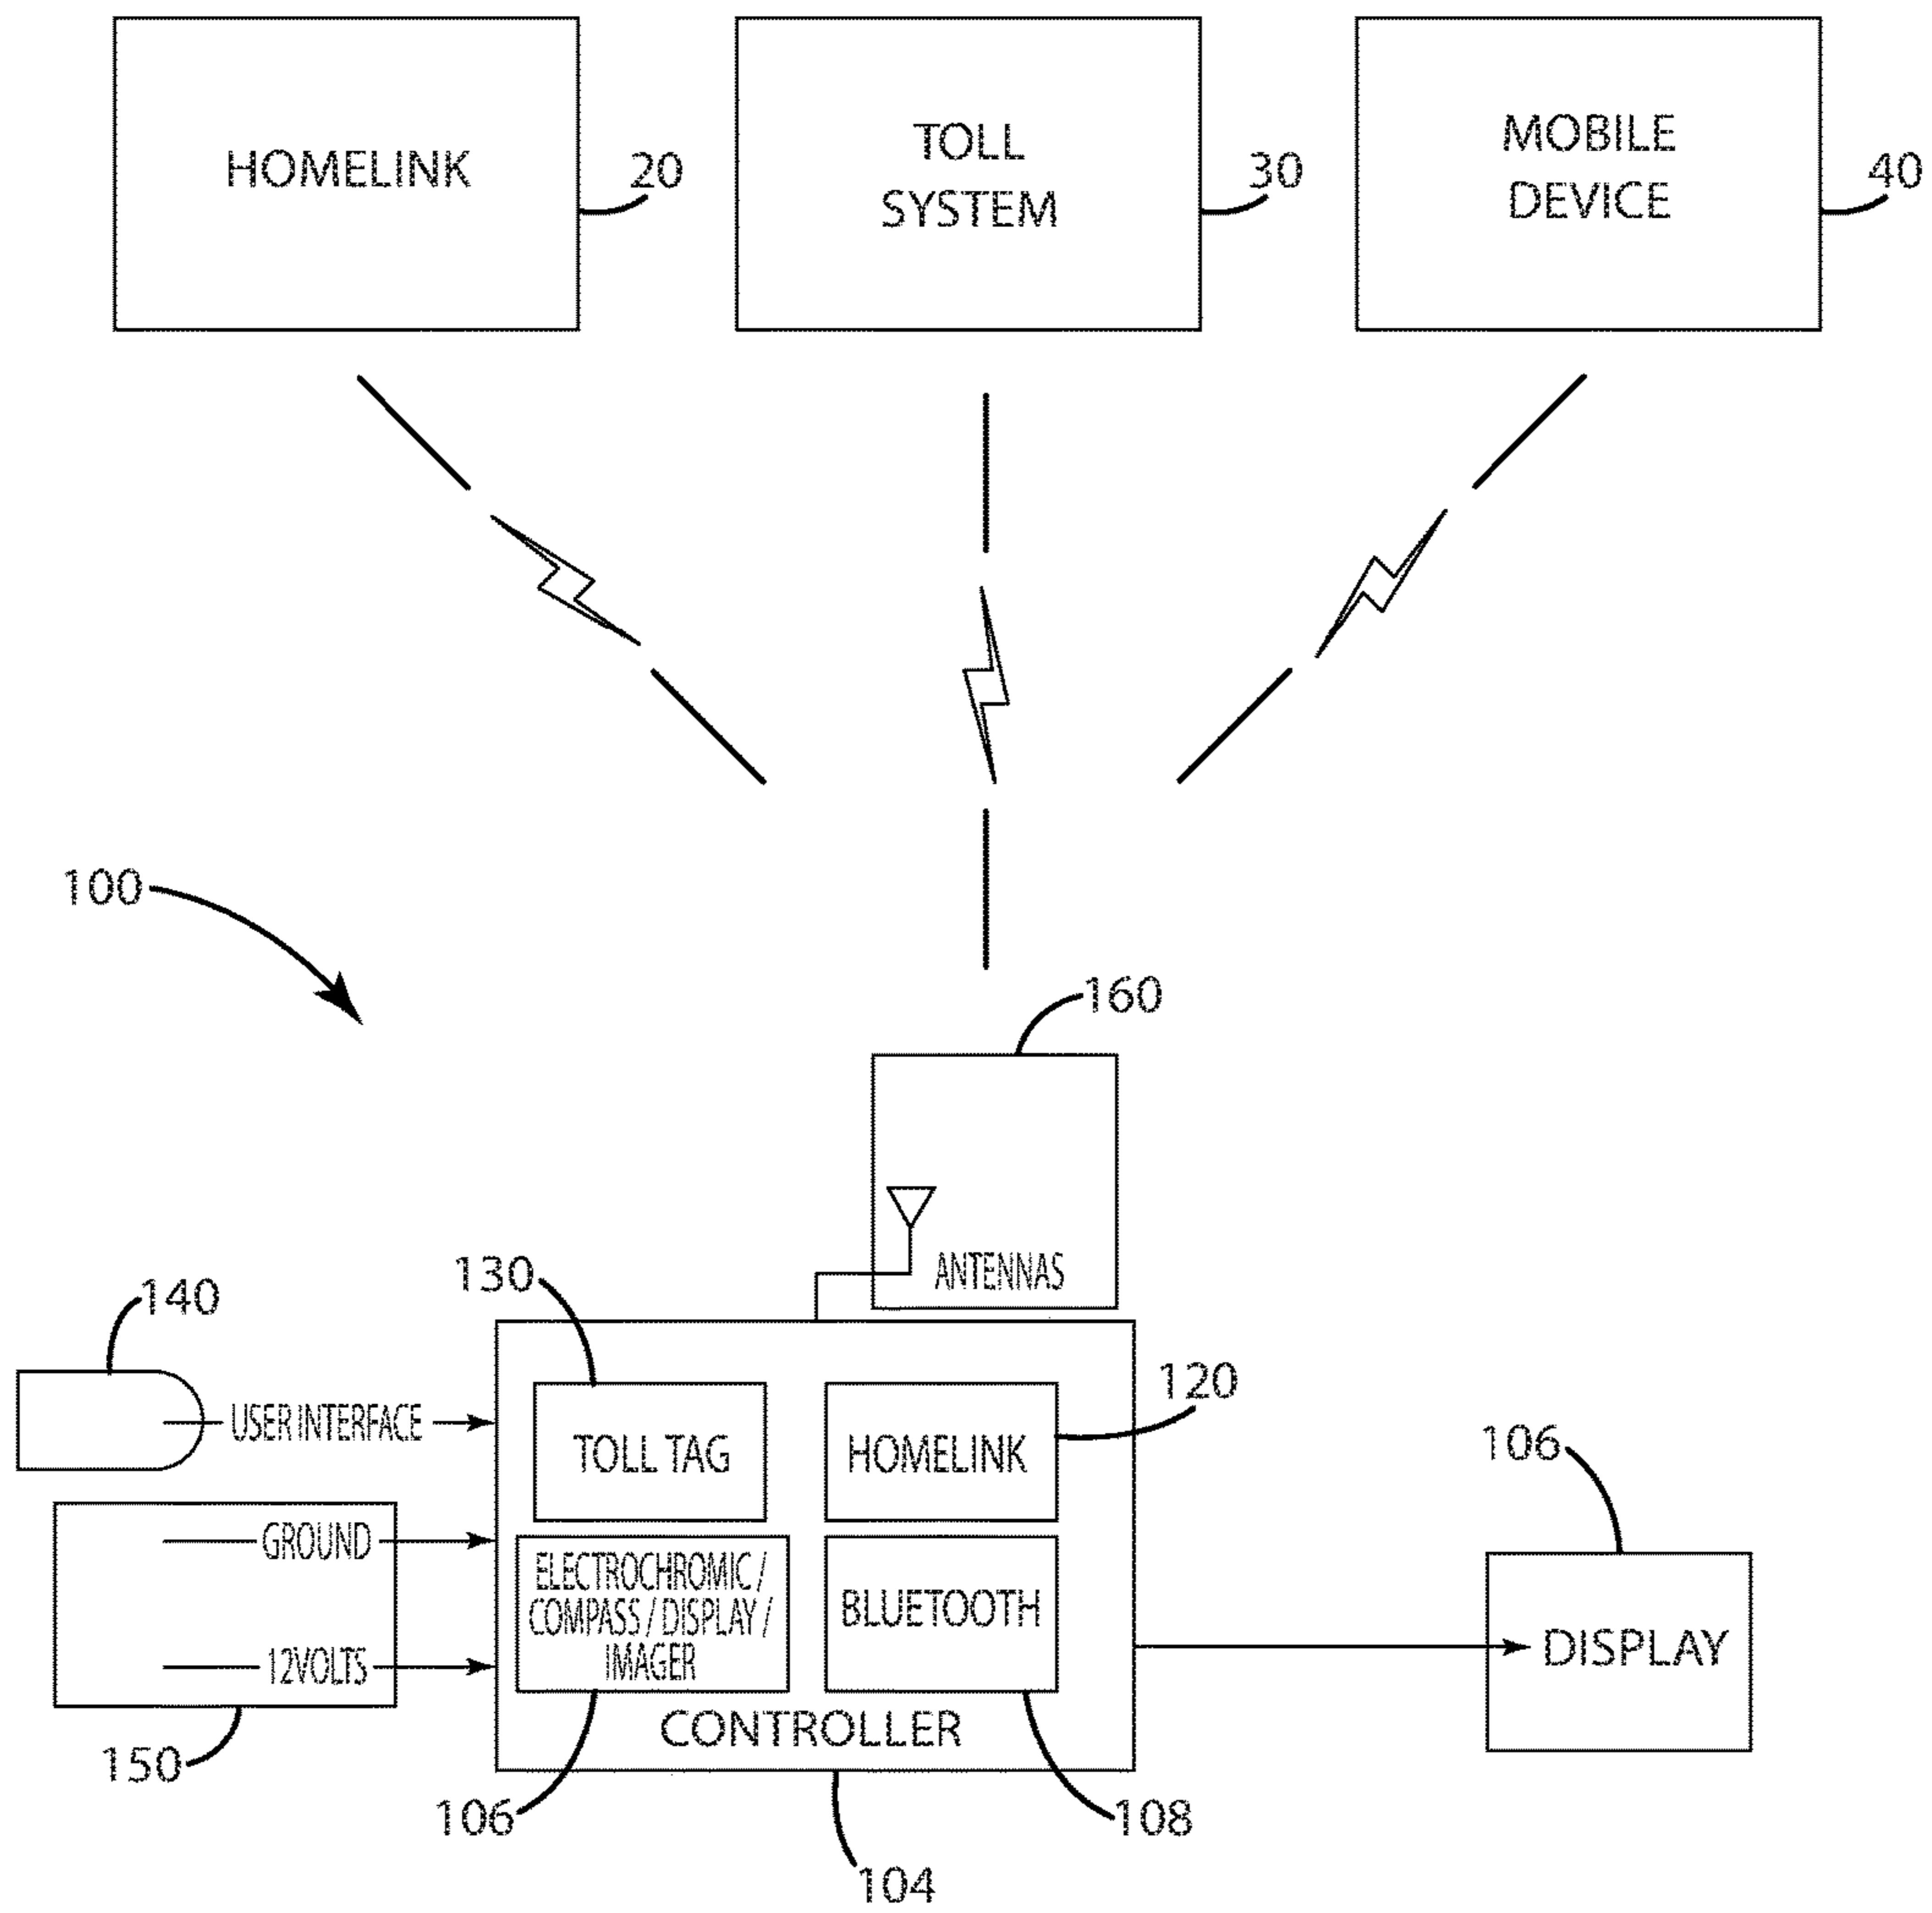 HOMELINK
20
TOLL
SYSTEM
30
MOBILE
DEVICE
40
100
160
ANTENNAS
130
140
USER INTERFACE
TOLL TAG
HOMELINK
120
106
GROUND
12VOLTS
150
ELECTROCHROMIC /
COMPASS / DISPLAY /
IMAGER
BLUETOOTH
DISPLAY
CONTROLLER
106
108
104